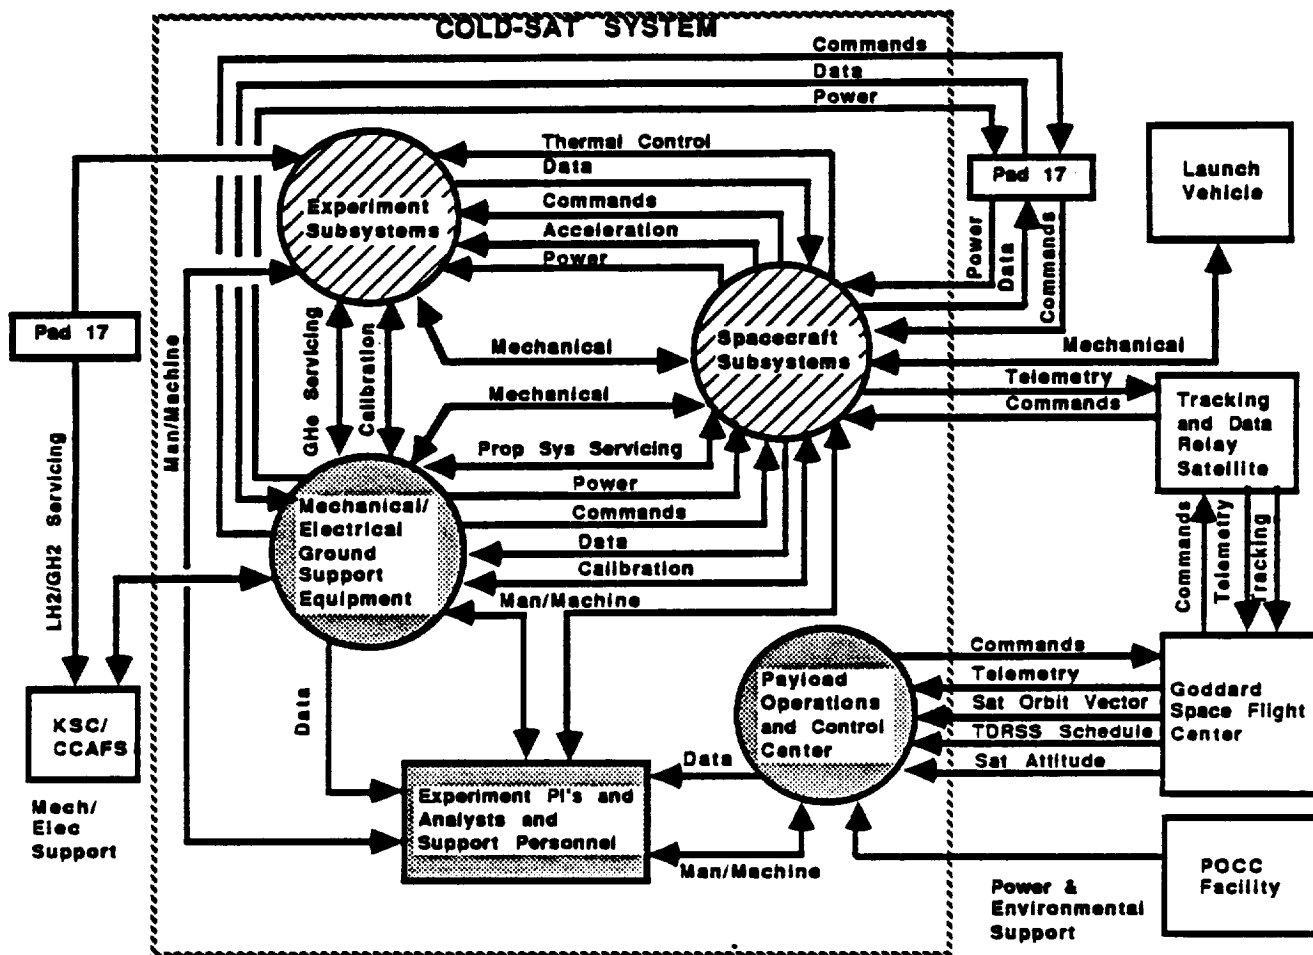 COLD-SAT SYSTEM
Commands
Data
Power
Thermal Control
Data
Commands
Acceleration
Power
Experiment
Subsystems
Pad 17
Launch
Vehicle
Power
Data
Commands
Pad 17
Man/Machine
GHe Servicing
Calibration
Mechanical
Spacecraft
Subsystems
Mechanical
Telemetry
Commands
Tracking
and Data
Relay
Satellite
Mechanical
Prop Sys Servicing
Power
Commands
Data
Calibration
Man/Machine
Mechanical/
Electrical
Ground
Support
Equipment
LH2/GH2 Servicing
Commands
Telemetry
Tracking
KSC/
CCAFS
Mech/
Elec
Support
Data
Payload
Operations
and Control
Center
Commands
Telemetry
Sat Orbit Vector
TDRSS Schedule
Sat Attitude
Goddard
Space Flight
Center
Data
Experiment PI's and
Analysts and
Support Personnel
Man/Machine
Power &
Environmental
Support
POCC
Facility